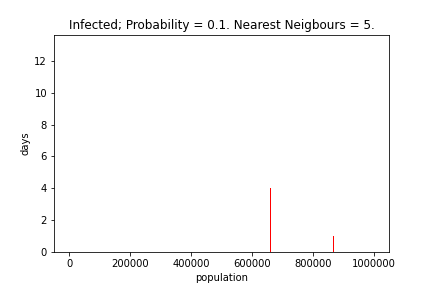 Infected; Probability = 0.1. Nearest Neigbours = 5.
12
10
8
6
4
2
0
days
0 200000 400000 600000 800000 1000000
population